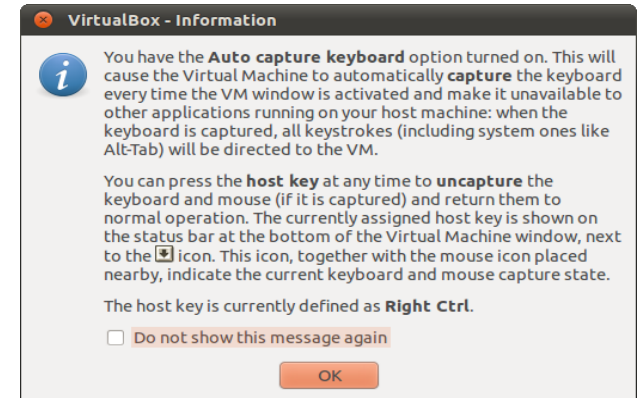 VirtualBox - Information
You have the Auto capture keyboard option turned on. This will
cause the Virtual Machine to automatically capture the keyboard
every time the VM window is activated and make it unavailable to
other applications running on your host machine: when the
keyboard is captured, all keystrokes (including system ones like
Alt-Tab) will be directed to the VM.
You can press the host key at any time to uncapture the
keyboard and mouse (if it is captured) and return them to
normal operation. The currently assigned host key is shown on
the status bar at the bottom of the Virtual Machine window, next
to the icon. This icon, together with the mouse icon placed
nearby, indicate the current keyboard and mouse capture state.
The host key is currently defined as Right Ctrl.
Do not show this message again
OK